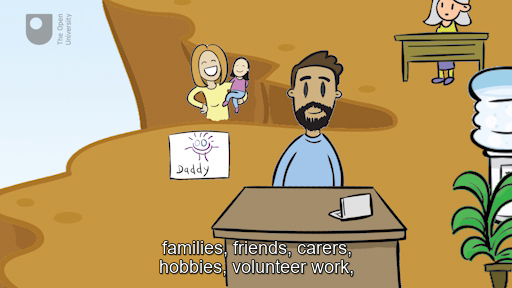 The Open
University
Daddy
families, friends, carers,
hobbies, volunteer work,